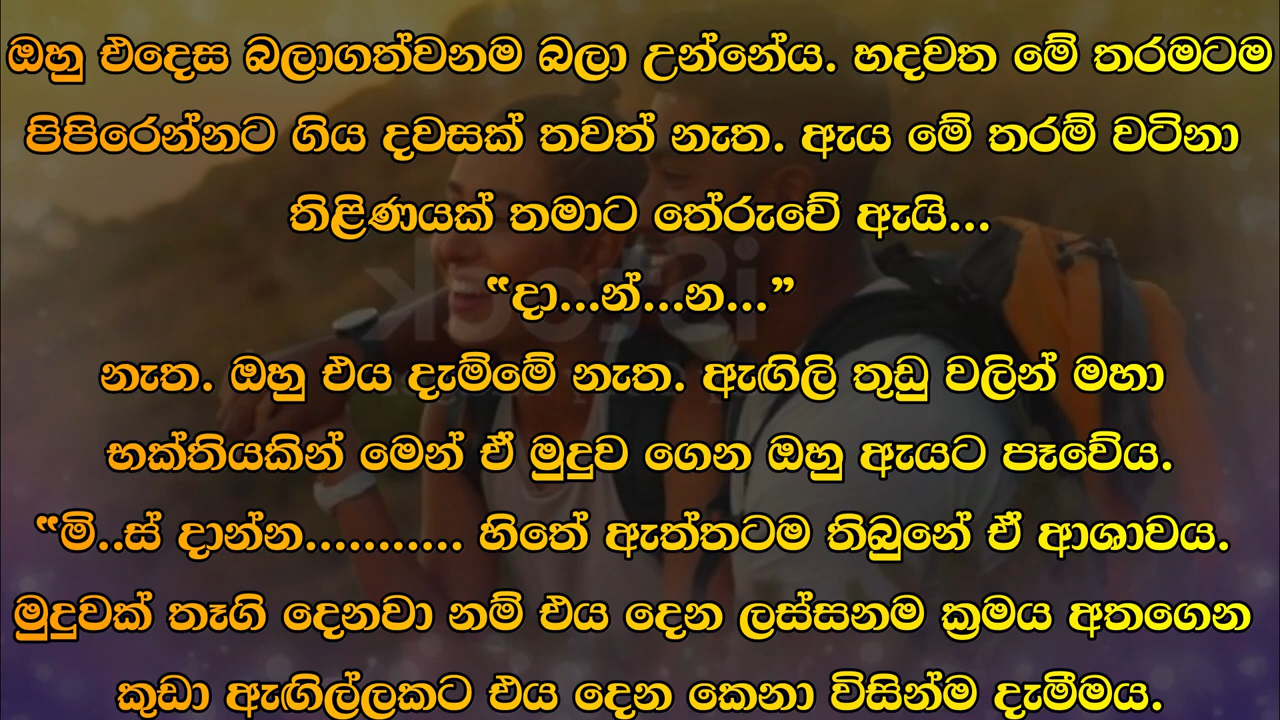 ඔහු එදෙස බලාගත්වනම බලා උන්නේය. හදවත මේ තරමටම
පිපිරෙන්නට ගිය දවසක් තවත් නැත. ඇය මේ තරම් වටිනා
තිළිණයක් තමාට තේරුවේ ඇයි...
“දා...න්...න...”
නැත. ඔහු එය දැම්මේ නැත. ඇඟිලි තුඩු වලින් මහා
භක්තියකින් මෙන් ඒ මුදුව ගෙන ඔහු ඇයට පෑවේය.
“මි..ස් දාන්න........... හිතේ ඇත්තටම තිබුනේ ඒ ආශාවය.
මුදුවක් තෑගි දෙනවා නම් එය දෙන ලස්සනම ක්‍රමය අතගෙන
කුඩා ඇඟිල්ලකට එය දෙන කෙනා විසින්ම දැමීමය.
iStock